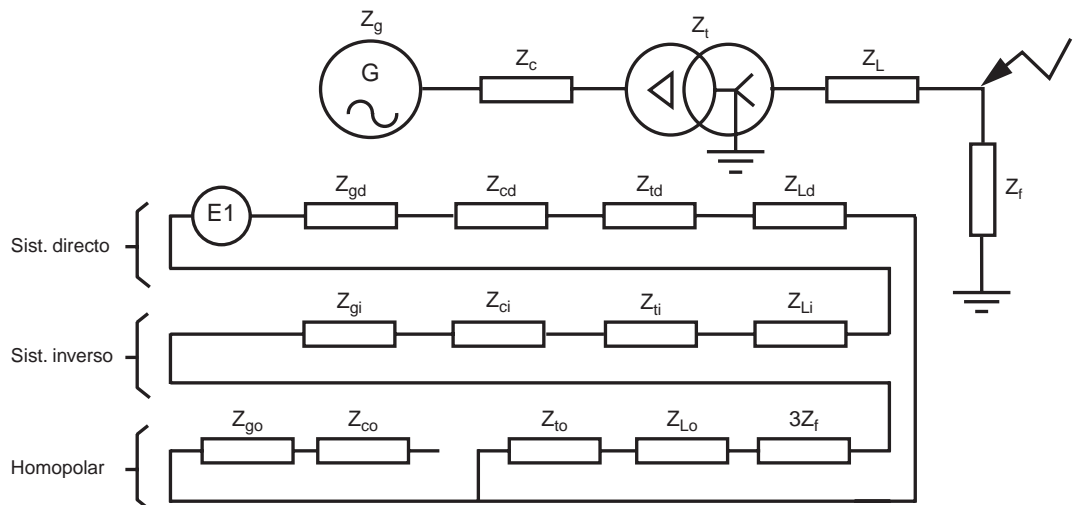 Z_g
Z_t
G
Z_c
Z_L
Z_f
Z_gd
Z_cd
Z_td
Z_Ld
E1
Sist. directo
Z_gi
Z_ci
Z_ti
Z_Li
Sist. inverso
Z_go
Z_co
Z_to
Z_Lo
3Z_f
Homopolar